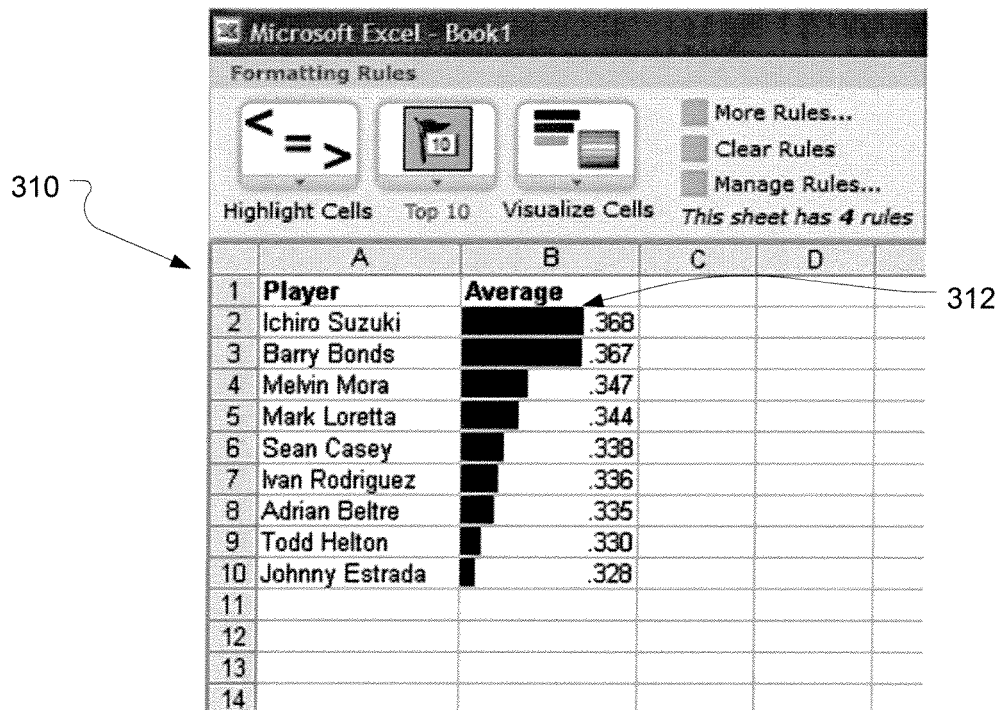 Microsoft Excel - Book1
Formatting Rules
< = >
10
More Rules...
Clear Rules
Manage Rules...
Highlight Cells Top 10 Visualize Cells This sheet has 4 rules
310
A B C D
1 Player Average
312
2 Ichiro Suzuki .368
3 Barry Bonds .367
4 Melvin Mora .347
5 Mark Loretta .344
6 Sean Casey .338
7 Ivan Rodriguez .336
8 Adrian Beltre .335
9 Todd Helton .330
10 Johnny Estrada .328
11
12
13
14